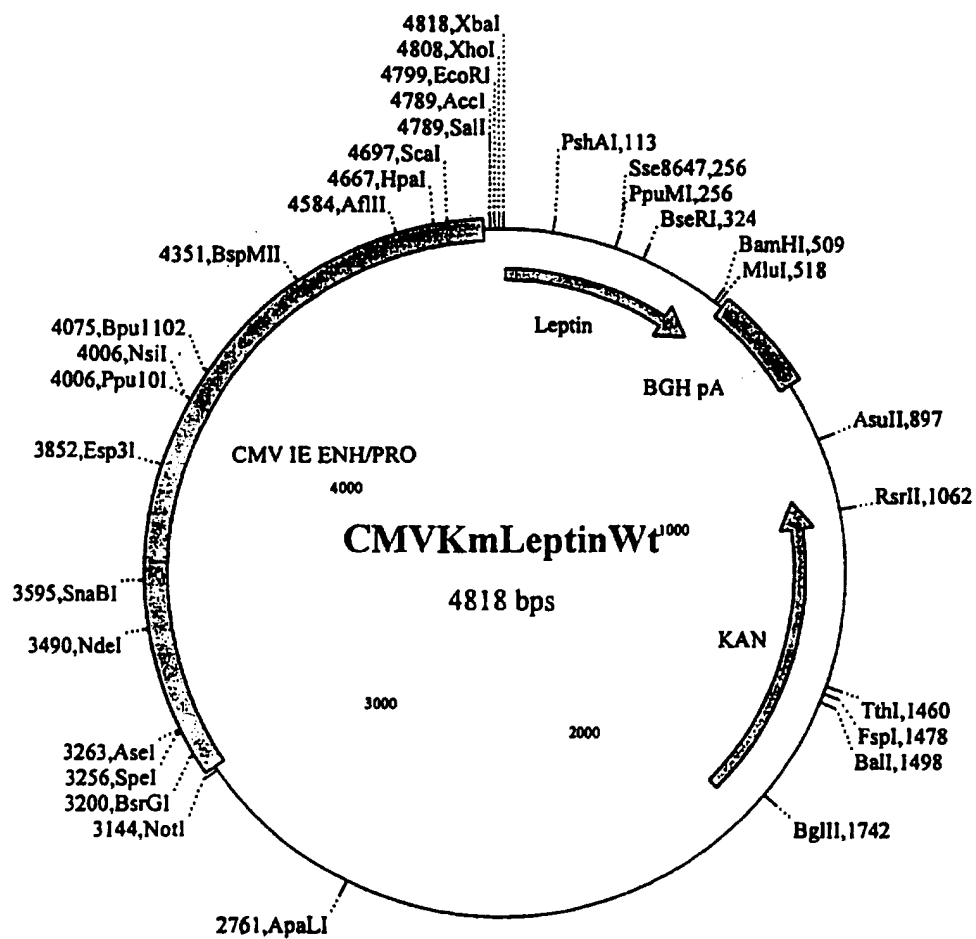 4818,XbaI
4808,XhoI
4799,EcoRI
4789,AccI
4789,SalI
4697,ScaI
4667,HpaI
4584,AflII
4351,BspMII
4075,Bpu1102
4006,NsiI
4006,Ppu10I
3852,Esp3I
3595,SnaBI
3490,NdeI
3263,AseI
3256,SpeI
3200,BsrGI
3144,NotI
2761,ApaLI
PshAI,113
Sse8647,256
PpuMI,256
BseRI,324
BamHI,509
MluI,518
AsuII,897
RsrII,1062
TthI,1460
FspI,1478
BalI,1498
BglII,1742
Leptin
BGH pA
KAN
CMV IE ENH/PRO
4000
CMVKmLeptinWt
1000
4818 bps
3000
2000